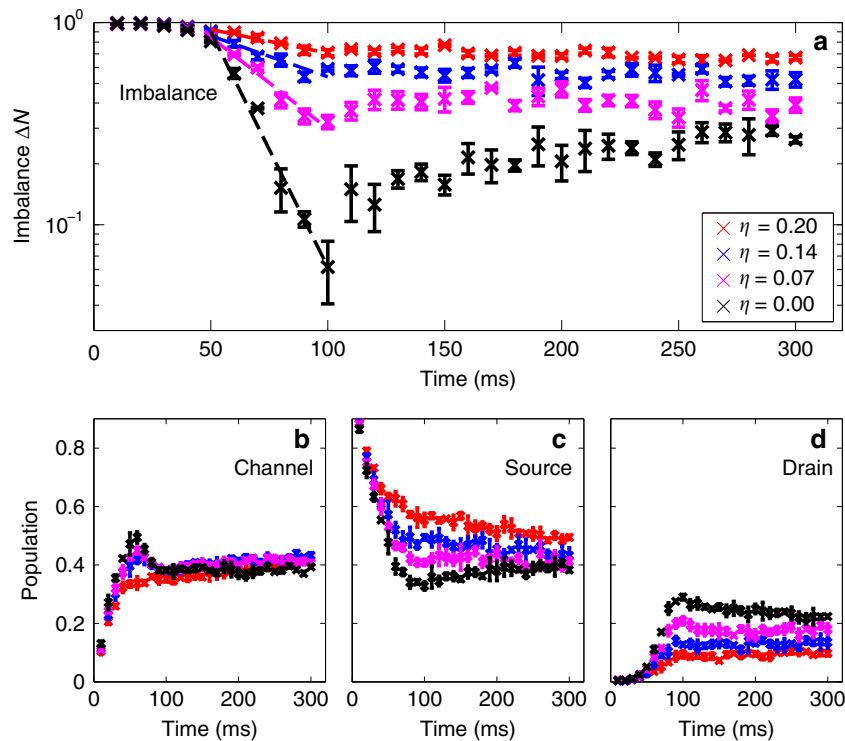 10⁰
a
Imbalance
Imbalance ΔN
10⁻¹
η = 0.20
η = 0.14
η = 0.07
η = 0.00
0 50 100 150 200 250 300
Time (ms)
0.8 b c d
Channel Source Drain
0.6
Population
0.4
0.2
0
0 100 200 300 0 100 200 300 0 100 200 300
Time (ms) Time (ms) Time (ms)